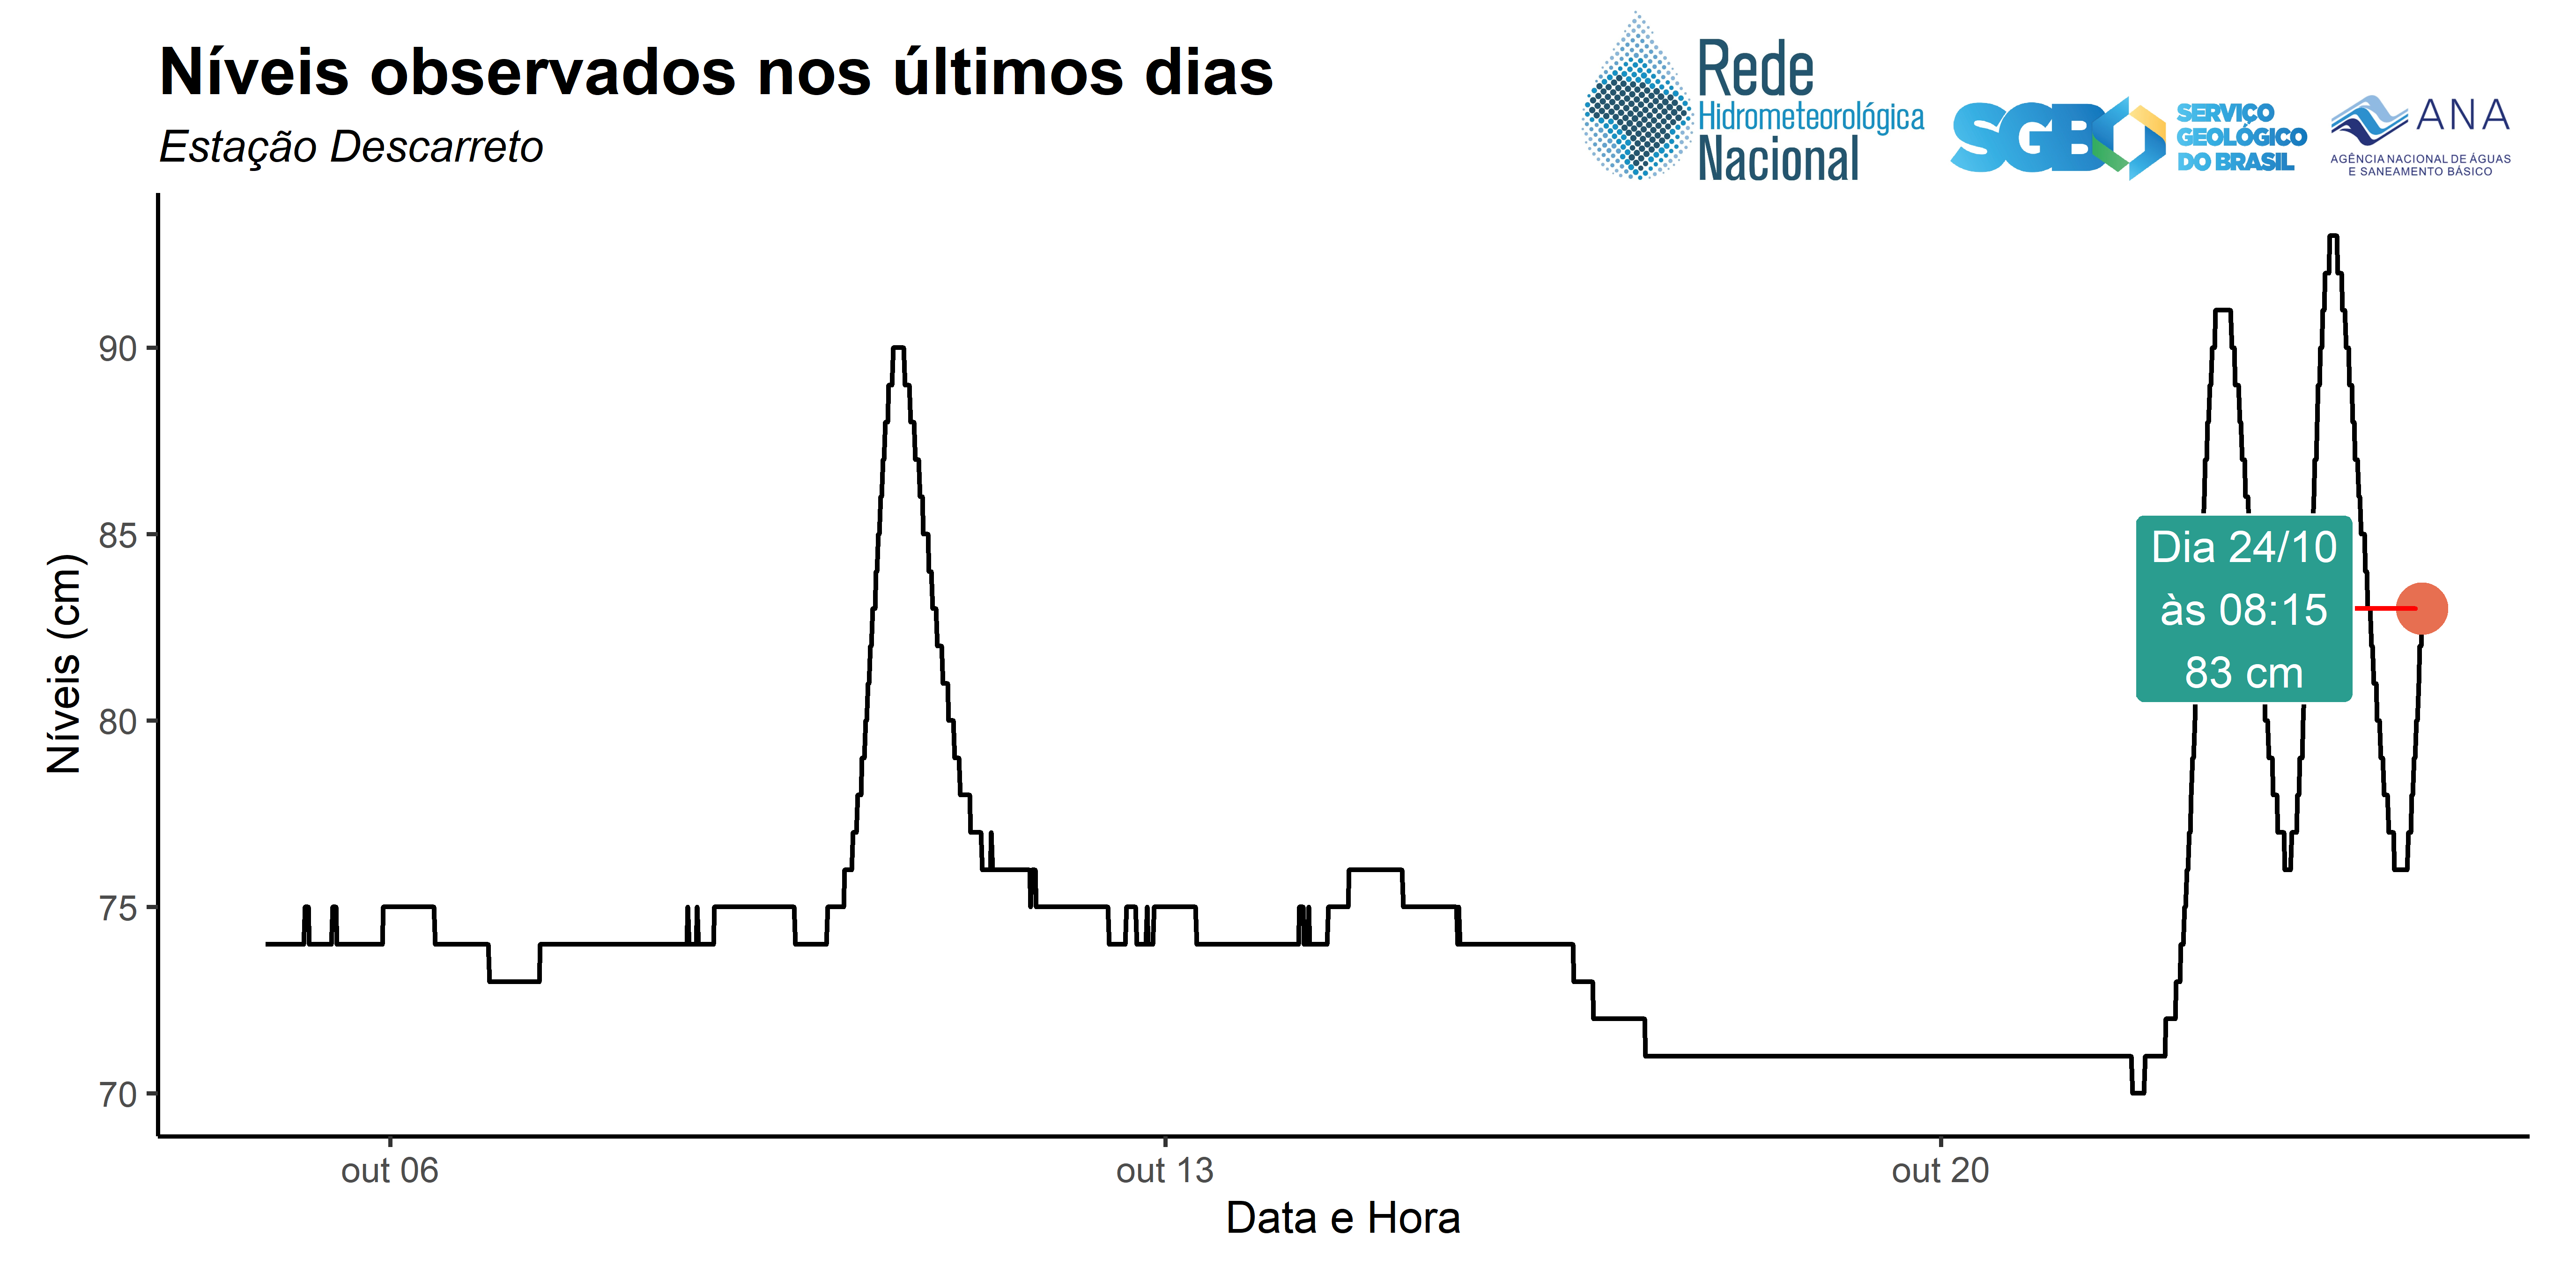 Níveis observados nos últimos dias
Estação Descarreto
Rede
Hidrometeorológica
Nacional
SGB
SERVIÇO
GEOLÓGICO
DO BRASIL
ANA
AGÊNCIA NACIONAL DE ÁGUAS
E SANEAMENTO BÁSICO
Níveis (cm)
90
85
80
75
70
Dia 24/10
às 08:15
83 cm
out 06
out 13
out 20
Data e Hora